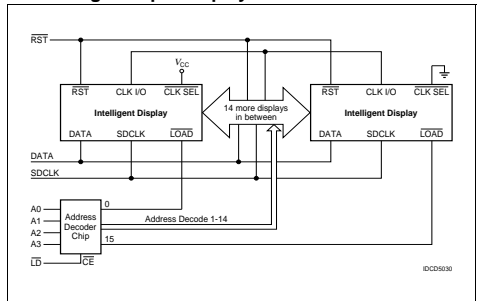 RST
VCC
RST CLK I/O CLK SEL
Intelligent Display
DATA SDCLK LOAD
14 more displays
in between
RST CLK I/O CLK SEL
Intelligent Display
DATA SDCLK LOAD
DATA
SDCLK
A0
A1
A2
A3
Address
Decoder
Chip
0
Address Decode 1-14
15
LD
CE
IDCD5030